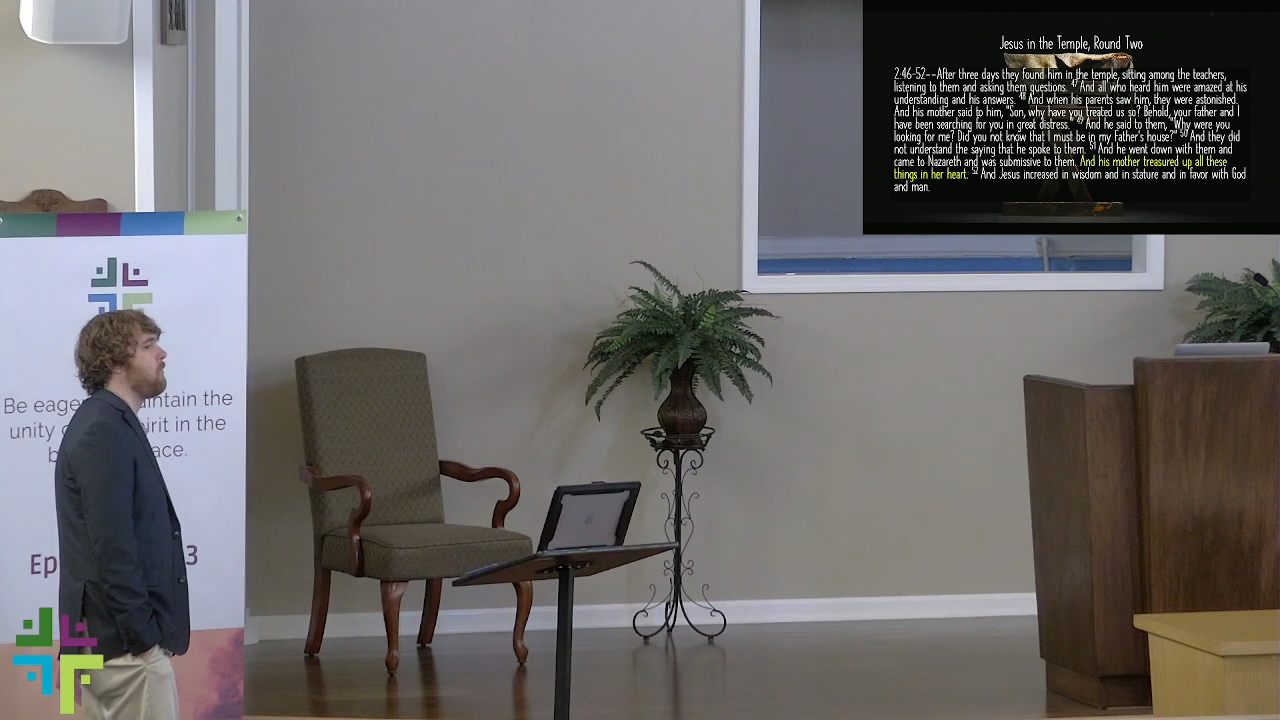 Jesus in the Temple, Round Two
2:46-52--After three days they found him in the temple, sitting among the teachers,
listening to them and asking them questions. 47 And all who heard him were amazed at his
understanding and his answers. 48 And when his parents saw him, they were astonished.
And his mother said to him, "Son, why have you treated us so? Behold, your father and I
have been searching for you in great distress." 49 And he said to them, "Why were you
looking for me? Did you not know that I must be in my Father's house?" 50 And they did
not understand the saying that he spoke to them. 51 And he went down with them and
came to Nazareth and was submissive to them. And his mother treasured up all these
things in her heart. 52 And Jesus increased in wisdom and in stature and in favor with God
and man.
Be eage intain the
unity irit in the
b ace.
Ep 3